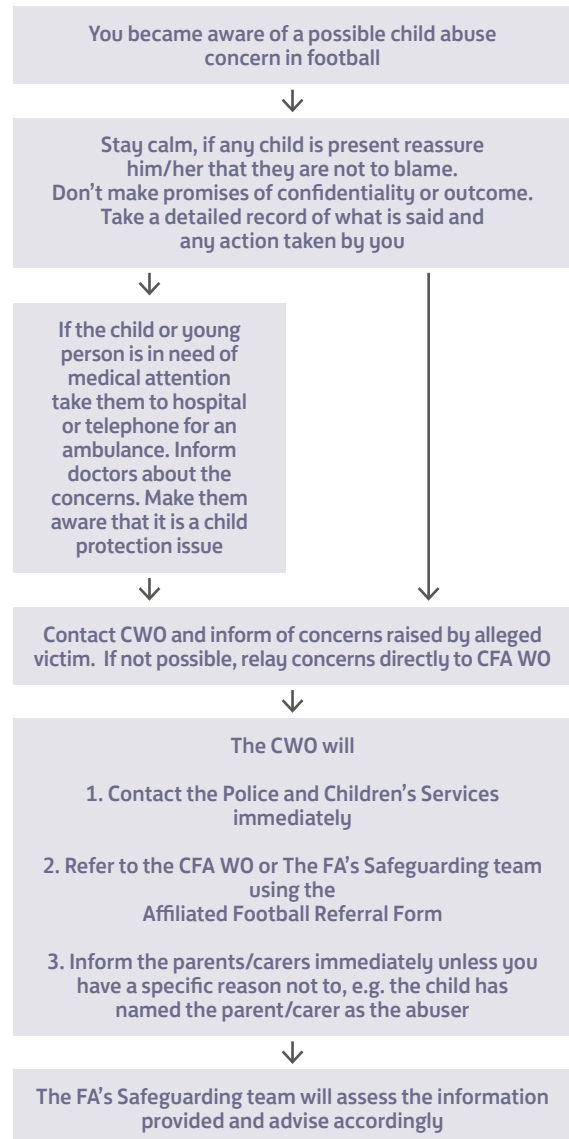 You became aware of a possible child abuse
concern in football
Stay calm, if any child is present reassure
him/her that they are not to blame.
Don’t make promises of confidentiality or outcome.
Take a detailed record of what is said and
any action taken by you
If the child or young
person is in need of
medical attention
take them to hospital
or telephone for an
ambulance. Inform
doctors about the
concerns. Make them
aware that it is a child
protection issue
Contact CWO and inform of concerns raised by alleged
victim. If not possible, relay concerns directly to CFA WO
The CWO will
1. Contact the Police and Children’s Services
immediately
2. Refer to the CFA WO or The FA’s Safeguarding team
using the
Affiliated Football Referral Form
3. Inform the parents/carers immediately unless you
have a specific reason not to, e.g. the child has
named the parent/carer as the abuser
The FA’s Safeguarding team will assess the information
provided and advise accordingly